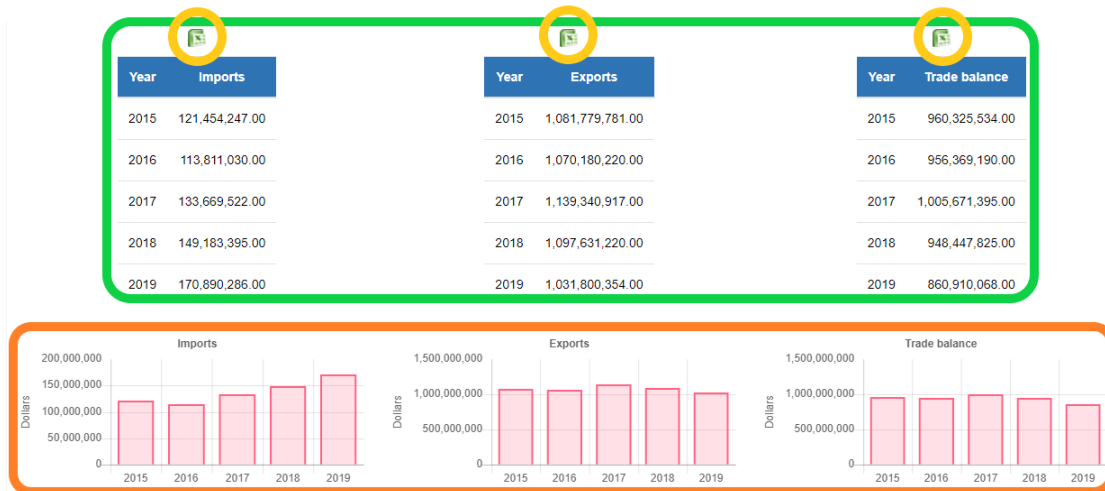 Year Imports
2015 121,454,247.00
2016 113,811,030.00
2017 133,669,522.00
2018 149,183,395.00
2019 170,890,286.00
Year Exports
2015 1,081,779,781.00
2016 1,070,180,220.00
2017 1,139,340,917.00
2018 1,097,631,220.00
2019 1,031,800,354.00
Year Trade balance
2015 960,325,534.00
2016 956,369,190.00
2017 1,005,671,395.00
2018 948,447,825.00
2019 860,910,068.00
Imports
Dollars
200,000,000
150,000,000
100,000,000
50,000,000
0
2015 2016 2017 2018 2019
Exports
Dollars
1,500,000,000
1,000,000,000
500,000,000
0
2015 2016 2017 2018 2019
Trade balance
Dollars
1,500,000,000
1,000,000,000
500,000,000
0
2015 2016 2017 2018 2019